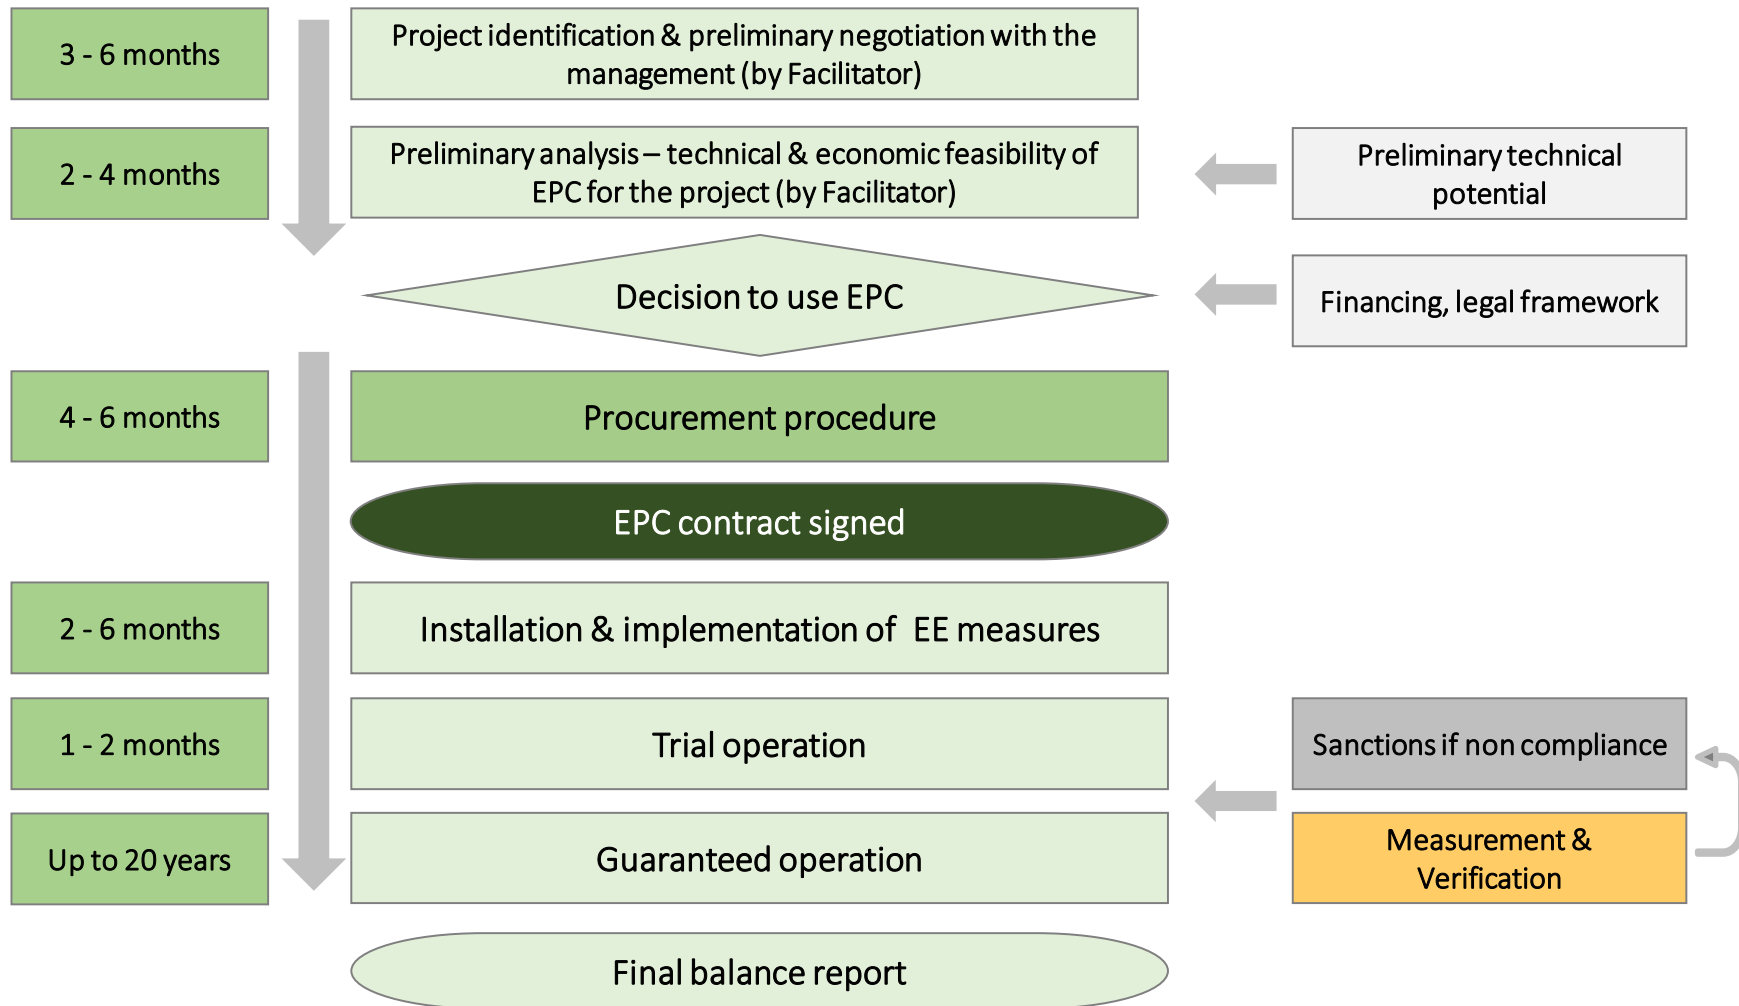 3 - 6 months
Project identification & preliminary negotiation with the
management (by Facilitator)
2 - 4 months
Preliminary analysis – technical & economic feasibility of
EPC for the project (by Facilitator)
Preliminary technical
potential
Decision to use EPC
Financing, legal framework
4 - 6 months
Procurement procedure
EPC contract signed
2 - 6 months
Installation & implementation of EE measures
1 - 2 months
Trial operation
Sanctions if non compliance
Up to 20 years
Guaranteed operation
Measurement &
Verification
Final balance report